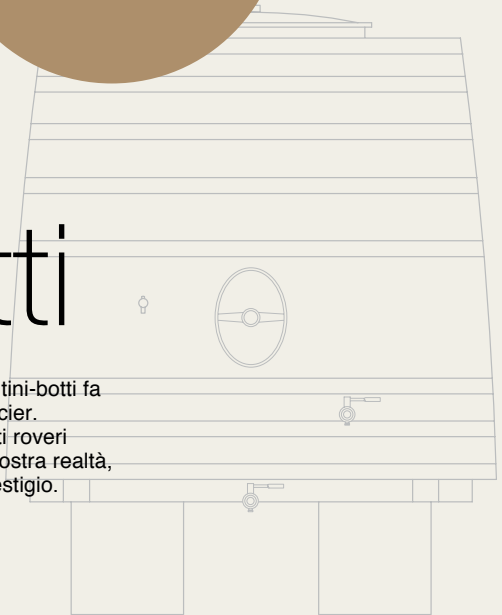 tti
tini-botti fa
cier.
ti roveri
ostra realtà,
estigio.